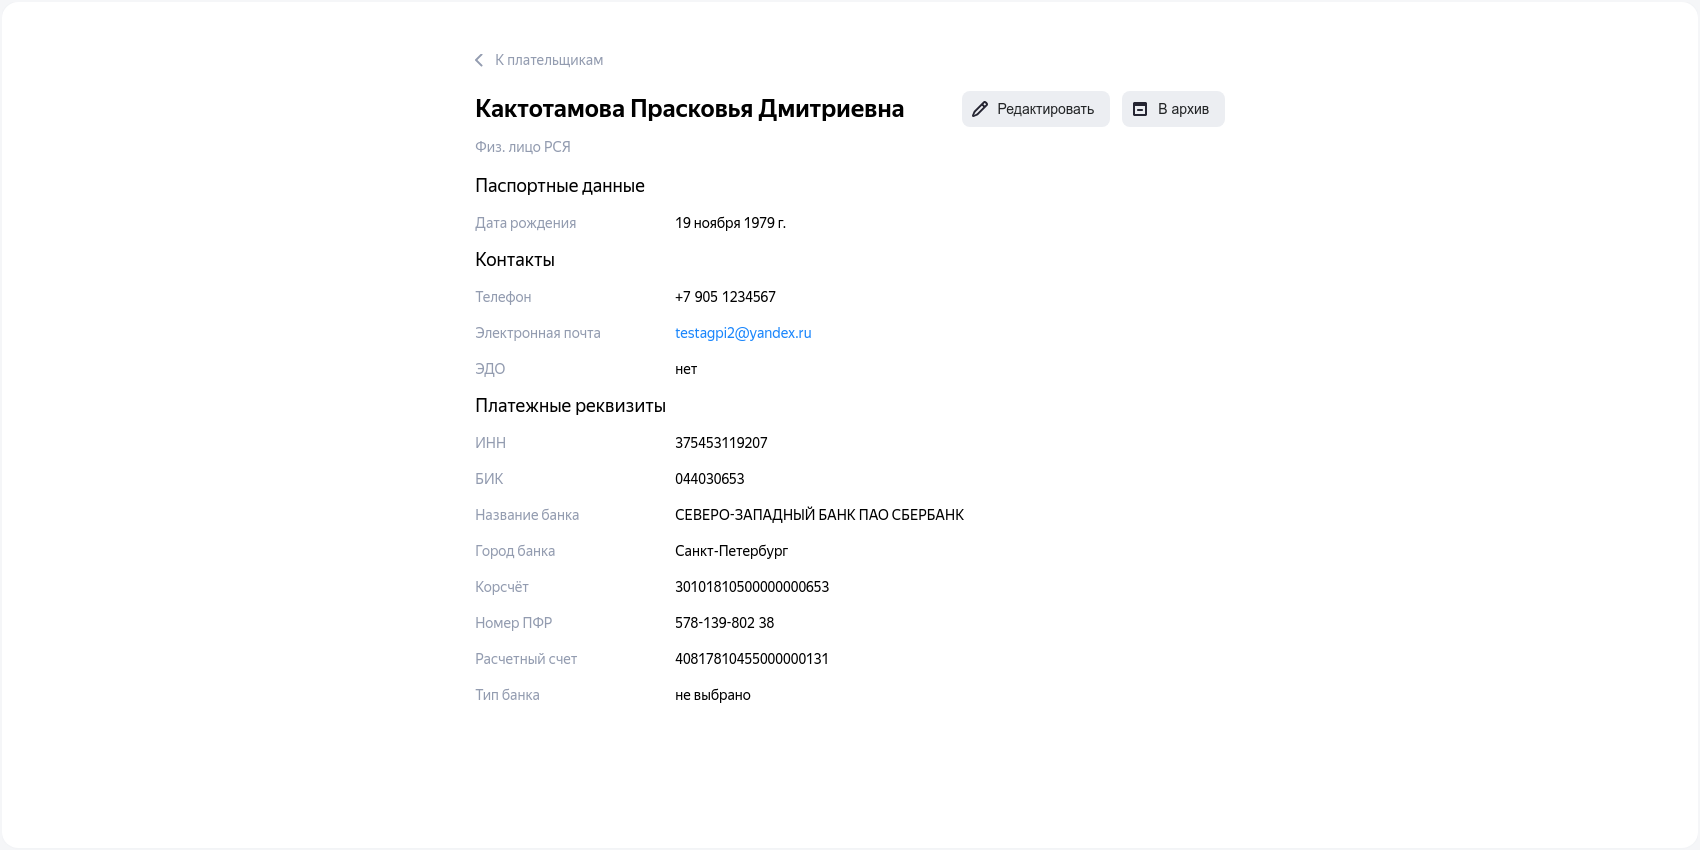 К плательщикам
Кактотамова Прасковья Дмитриевна
Редактировать
В архив
Физ. лицо РСЯ
Паспортные данные
Дата рождения 19 ноября 1979 г.
Контакты
Телефон +7 905 1234567
Электронная почта testagpi2@yandex.ru
ЭДО нет
Платежные реквизиты
ИНН 375453119207
БИК 044030653
Название банка СЕВЕРО-ЗАПАДНЫЙ БАНК ПАО СБЕРБАНК
Город банка Санкт-Петербург
Корсчёт 30101810500000000653
Номер ПФР 578-139-802 38
Расчетный счет 40817810455000000131
Тип банка не выбрано